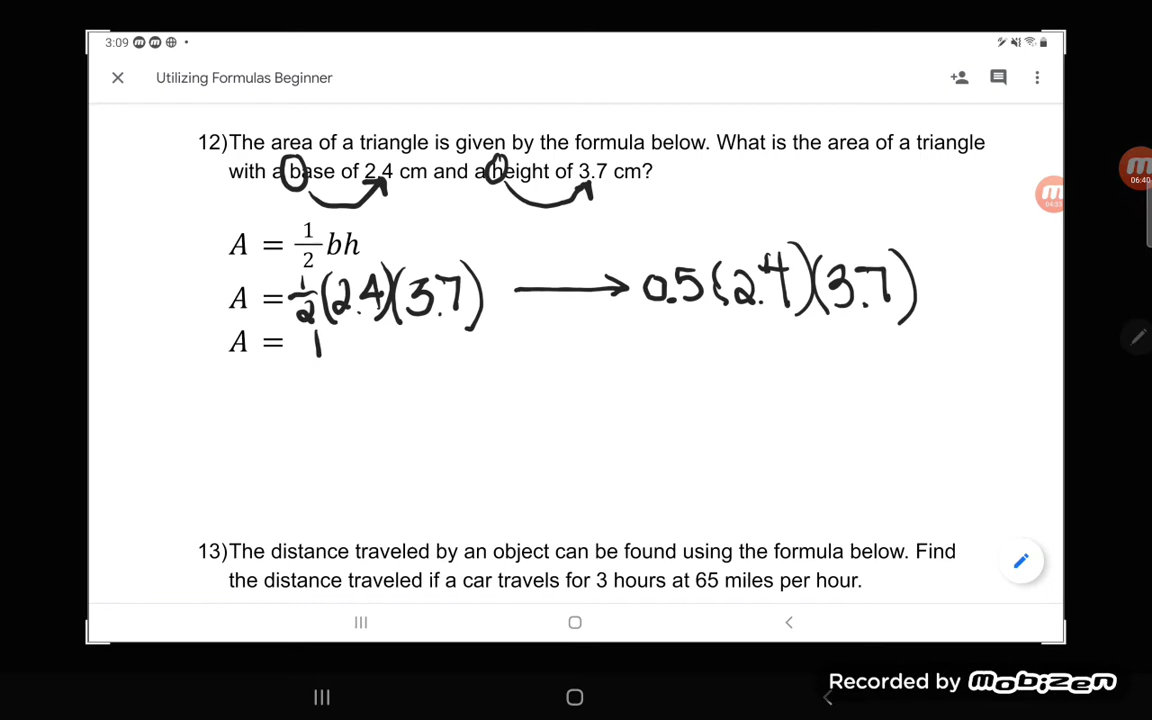 3:09
Utilizing Formulas Beginner
12)The area of a triangle is given by the formula below. What is the area of a triangle
with a base of 2.4 cm and a height of 3.7 cm?
A = 1/2 bh
A = 1/2 (2.4)(3.7) → 0.5(2.4)(3.7)
A = 1
13)The distance traveled by an object can be found using the formula below. Find
the distance traveled if a car travels for 3 hours at 65 miles per hour.
06:40
Recorded by mobizen